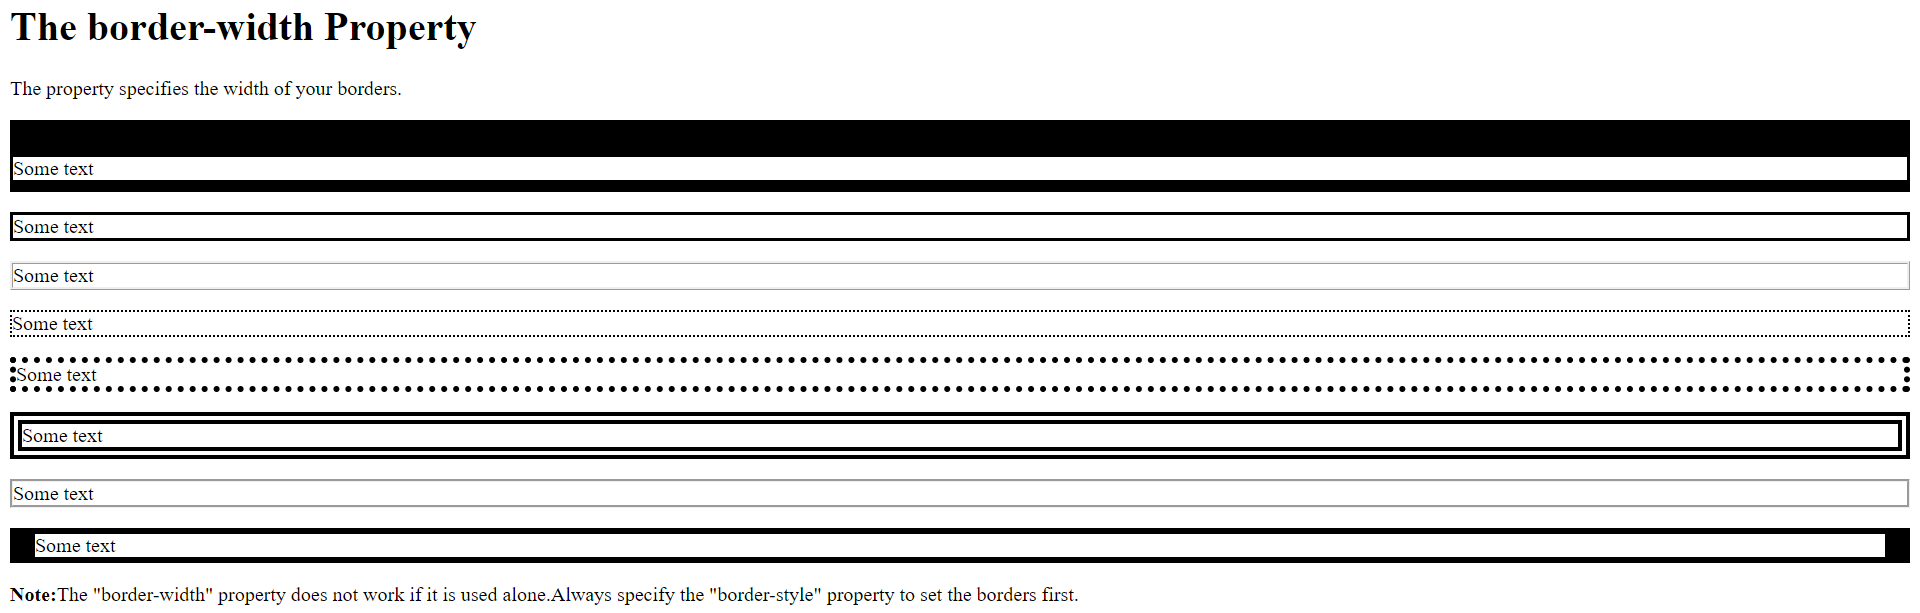 The border-width Property
The property specifies the width of your borders.
Some text
Some text
Some text
Some text
Some text
Some text
Some text
Some text
Note:The "border-width" property does not work if it is used alone.Always specify the "border-style" property to set the borders first.